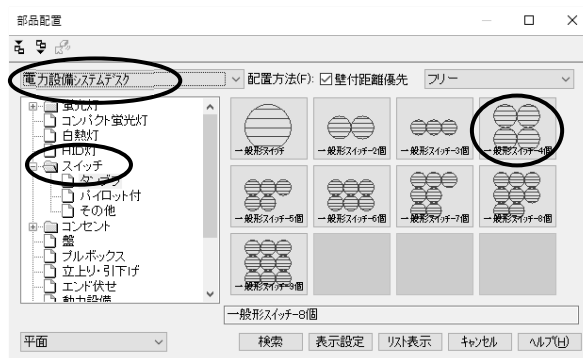 部品配置
電力設備システムデスク
配置方法(F):
壁付距離優先
フリー
蛍光灯
コンパクト蛍光灯
白熱灯
HID灯
スイッチ
タンブラ
パイロット付
その他
コンセント
盤
プルボックス
立上り・引下げ
エンド伏せ
動力設備
一般形スイッチ
一般形スイッチ-2個
一般形スイッチ-3個
一般形スイッチ-4個
一般形スイッチ-5個
一般形スイッチ-6個
一般形スイッチ-7個
一般形スイッチ-8個
一般形スイッチ-9個
一般形スイッチ-8個
平面
検索
表示設定
リスト表示
キャンセル
ヘルプ(H)